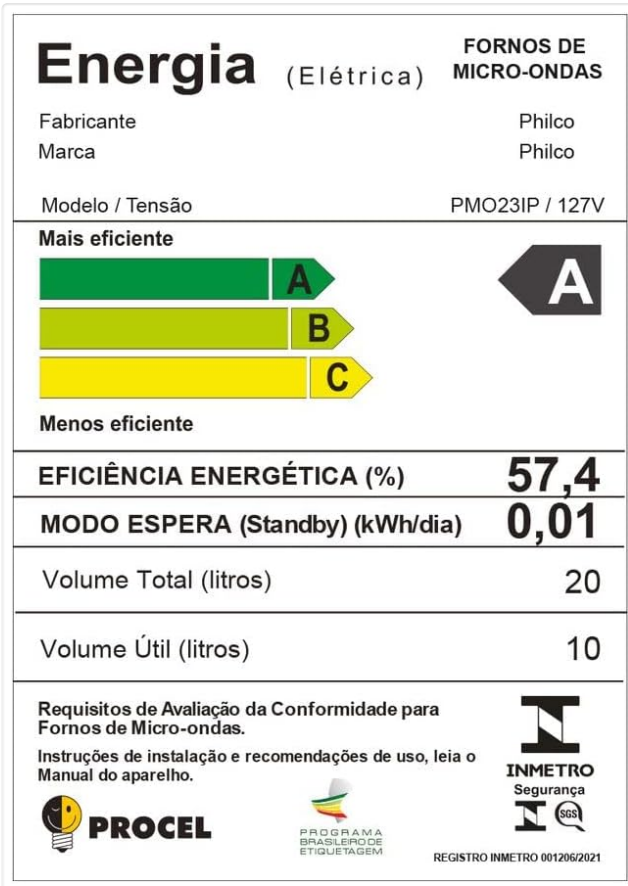 Energia (Elétrica)
FORNOS DE
MICRO-ONDAS
Fabricante Philco
Marca Philco
Modelo / Tensão PMO23IP / 127V
Mais eficiente
A A
B
C
Menos eficiente
EFICIÊNCIA ENERGÉTICA (%) 57,4
MODO ESPERA (Standby) (kWh/dia) 0,01
Volume Total (litros) 20
Volume Útil (litros) 10
Requisitos de Avaliação da Conformidade para
Fornos de Micro-ondas.
Instruções de instalação e recomendações de uso, leia o
Manual do aparelho.
INMETRO
Segurança
SGS
PROCEL
PROGRAMA
BRASILEIRO DE
ETIQUETAGEM
REGISTRO INMETRO 001206/2021